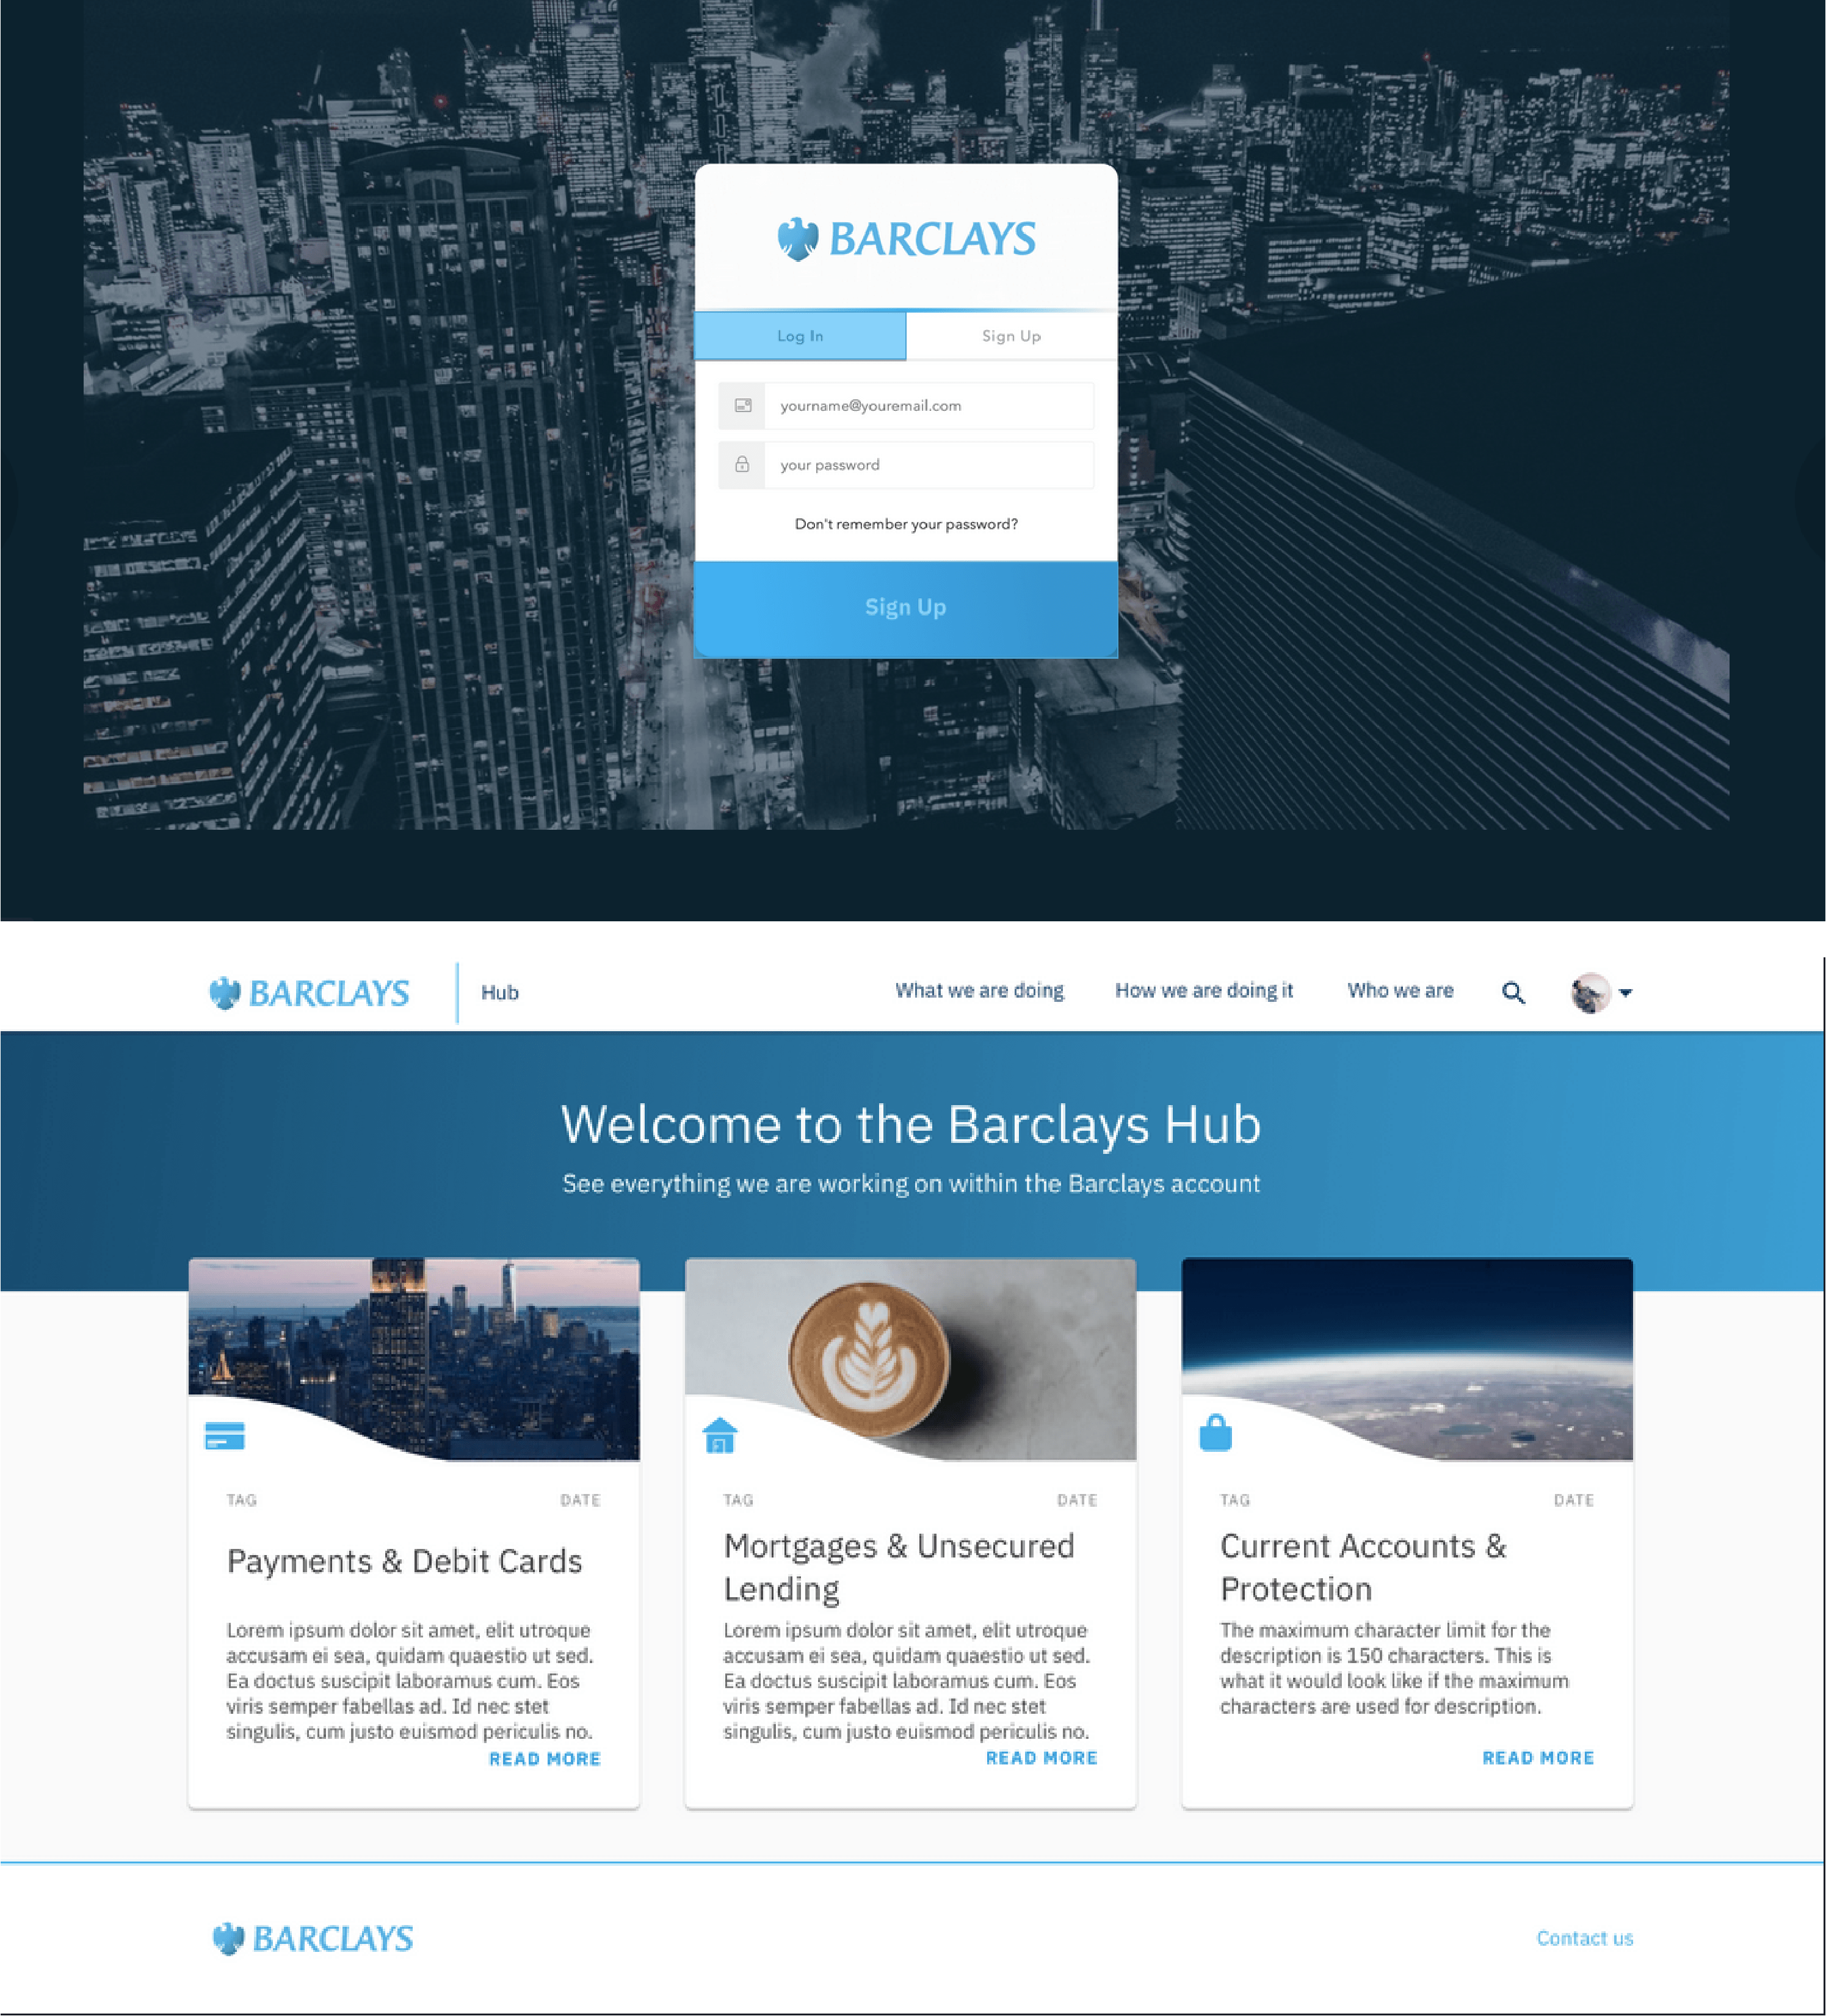 BARCLAYS
Log In
Sign Up
yourname@youremail.com
your password
Don't remember your password?
Sign Up
BARCLAYS
Hub
What we are doing
How we are doing it
Who we are
Welcome to the Barclays Hub
See everything we are working on within the Barclays account
TAG
DATE
Payments & Debit Cards
Lorem ipsum dolor sit amet, elit utroque
accusam ei sea, quidam quaestio ut sed.
Ea doctus suscipit laboramus cum. Eos
viris semper fabellas ad. Id nec stet
singulis, cum justo euismod periculis no.
READ MORE
TAG
DATE
Mortgages & Unsecured
Lending
Lorem ipsum dolor sit amet, elit utroque
accusam ei sea, quidam quaestio ut sed.
Ea doctus suscipit laboramus cum. Eos
viris semper fabellas ad. Id nec stet
singulis, cum justo euismod periculis no.
READ MORE
TAG
DATE
Current Accounts &
Protection
The maximum character limit for the
description is 150 characters. This is
what it would look like if the maximum
characters are used for description.
READ MORE
BARCLAYS
Contact us